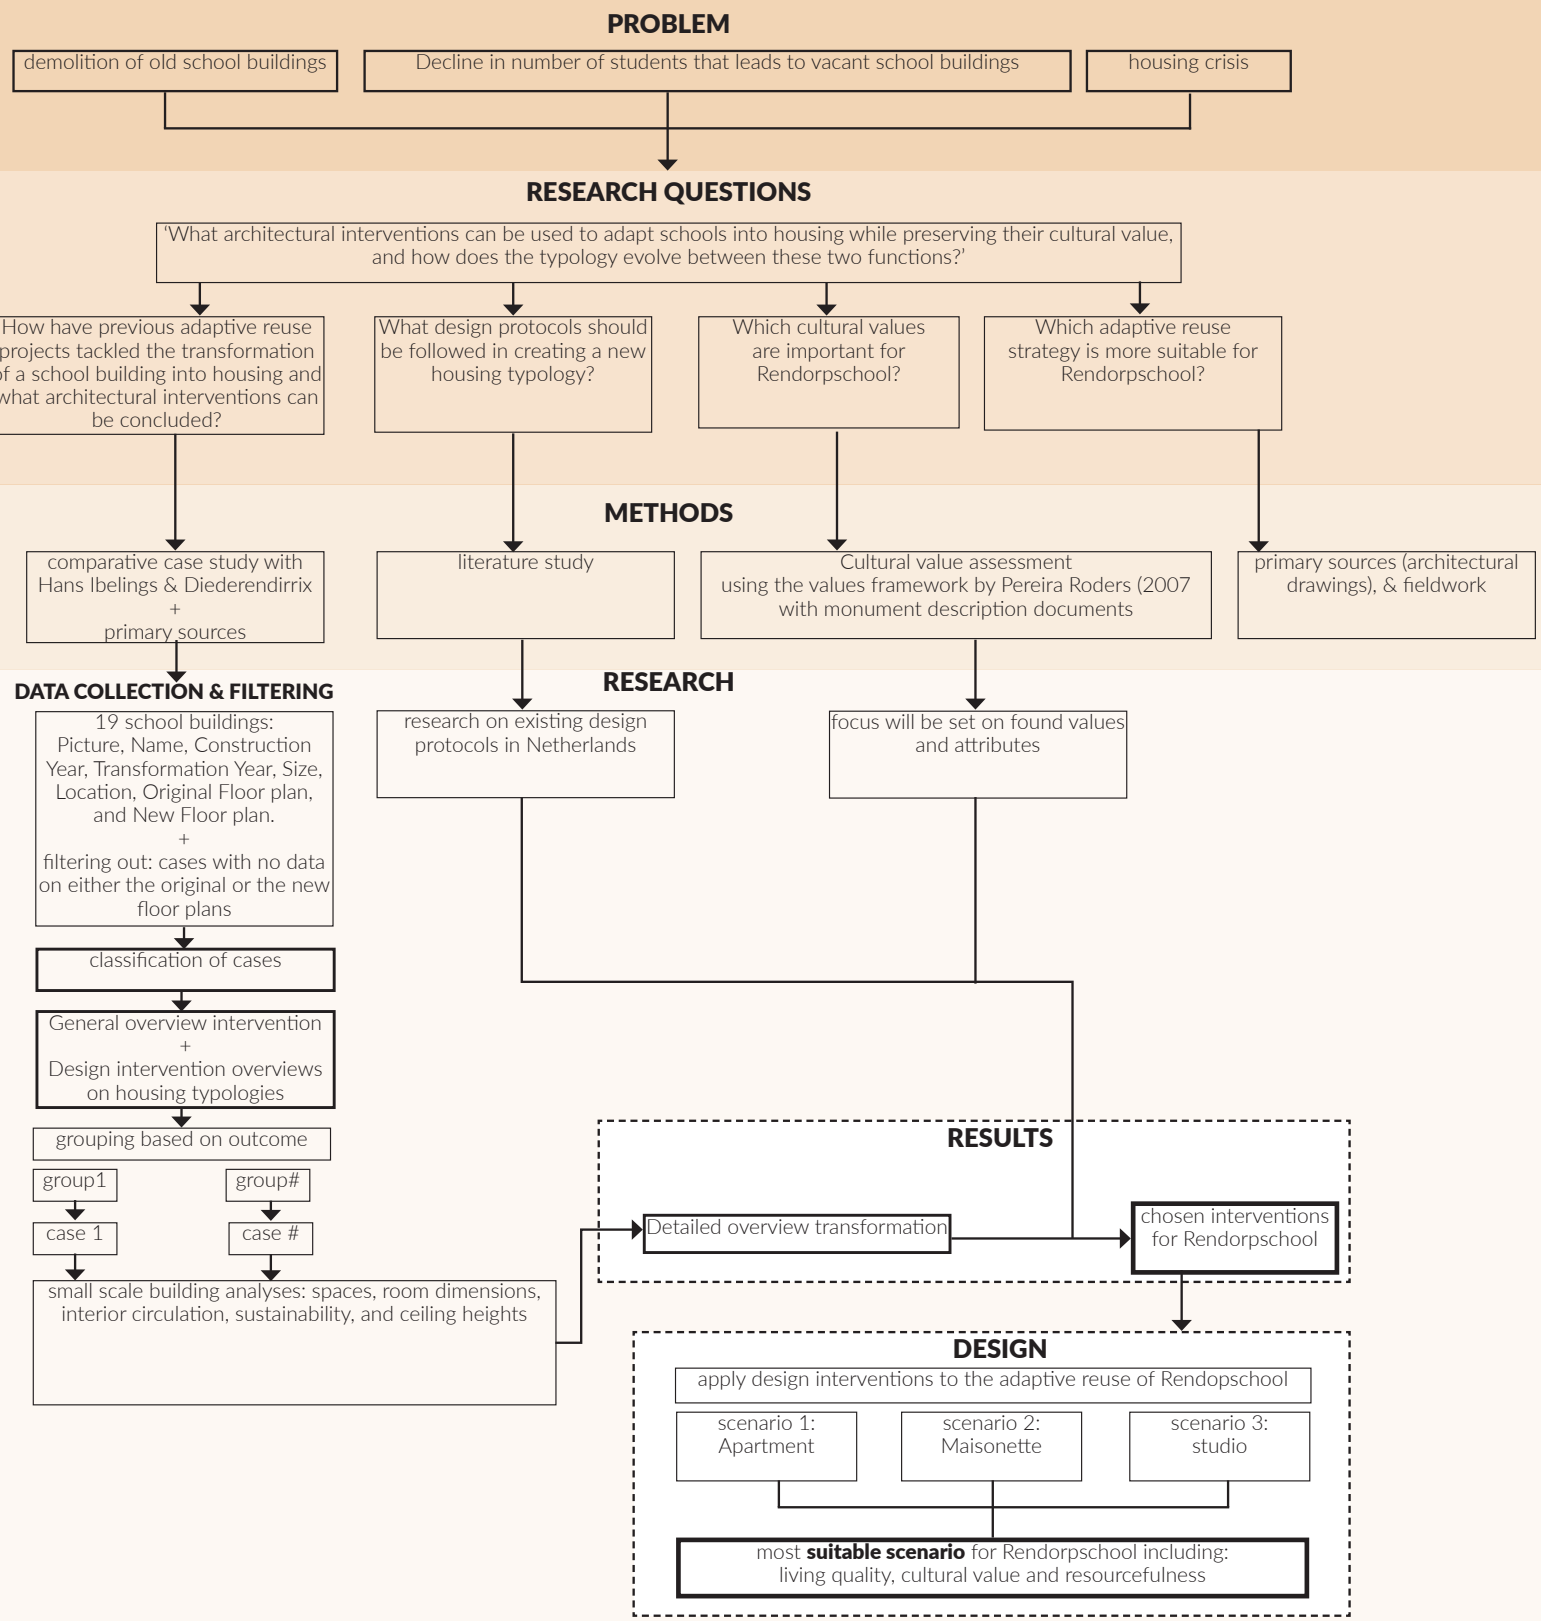 PROBLEM
demolition of old school buildings
Decline in number of students that leads to vacant school buildings
housing crisis
RESEARCH QUESTIONS
‘What architectural interventions can be used to adapt schools into housing while preserving their cultural value,
and how does the typology evolve between these two functions?’
How have previous adaptive reuse
projects tackled the transformation
of a school building into housing and
what architectural interventions can
be concluded?
What design protocols should
be followed in creating a new
housing typology?
Which cultural values
are important for
Rendorpschool?
Which adaptive reuse
strategy is more suitable for
Rendorpschool?
METHODS
comparative case study with
Hans Ibelings & Diederendirrix
+
primary sources
literature study
Cultural value assessment
using the values framework by Pereira Roders (2007
with monument description documents
primary sources (architectural
drawings), & fieldwork
DATA COLLECTION & FILTERING
19 school buildings:
Picture, Name, Construction
Year, Transformation Year, Size,
Location, Original Floor plan,
and New Floor plan.
+
filtering out: cases with no data
on either the original or the new
floor plans
classification of cases
General overview intervention
+
Design intervention overviews
on housing typologies
grouping based on outcome
group1
group#
case 1
case #
small scale building analyses: spaces, room dimensions,
interior circulation, sustainability, and ceiling heights
RESEARCH
research on existing design
protocols in Netherlands
focus will be set on found values
and attributes
RESULTS
Detailed overview transformation
chosen interventions
for Rendorpschool
DESIGN
apply design interventions to the adaptive reuse of Rendopschool
scenario 1:
Apartment
scenario 2:
Maisonette
scenario 3:
studio
most suitable scenario for Rendorpschool including:
living quality, cultural value and resourcefulness